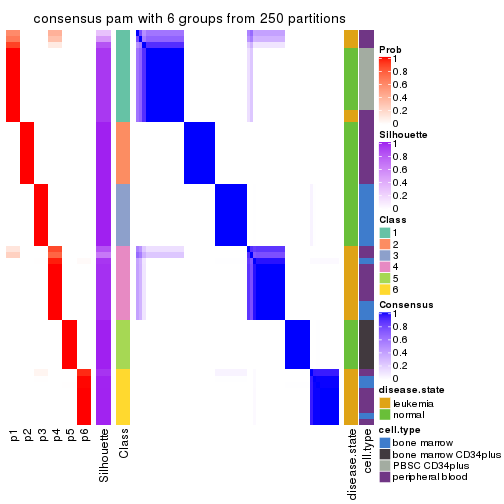 consensus pam with 6 groups from 250 partitions
Prob
1
0.8
0.6
0.4
0.2
0
Silhouette
1
0.8
0.6
0.4
0.2
0
Class
1
2
3
4
5
6
Consensus
1
0.8
0.6
0.4
0.2
0
disease.state
leukemia
normal
cell.type
bone marrow
bone marrow CD34plus
PBSC CD34plus
peripheral blood
p1
p2
p3
p4
p5
p6
Silhouette
Class
disease.state
cell.type